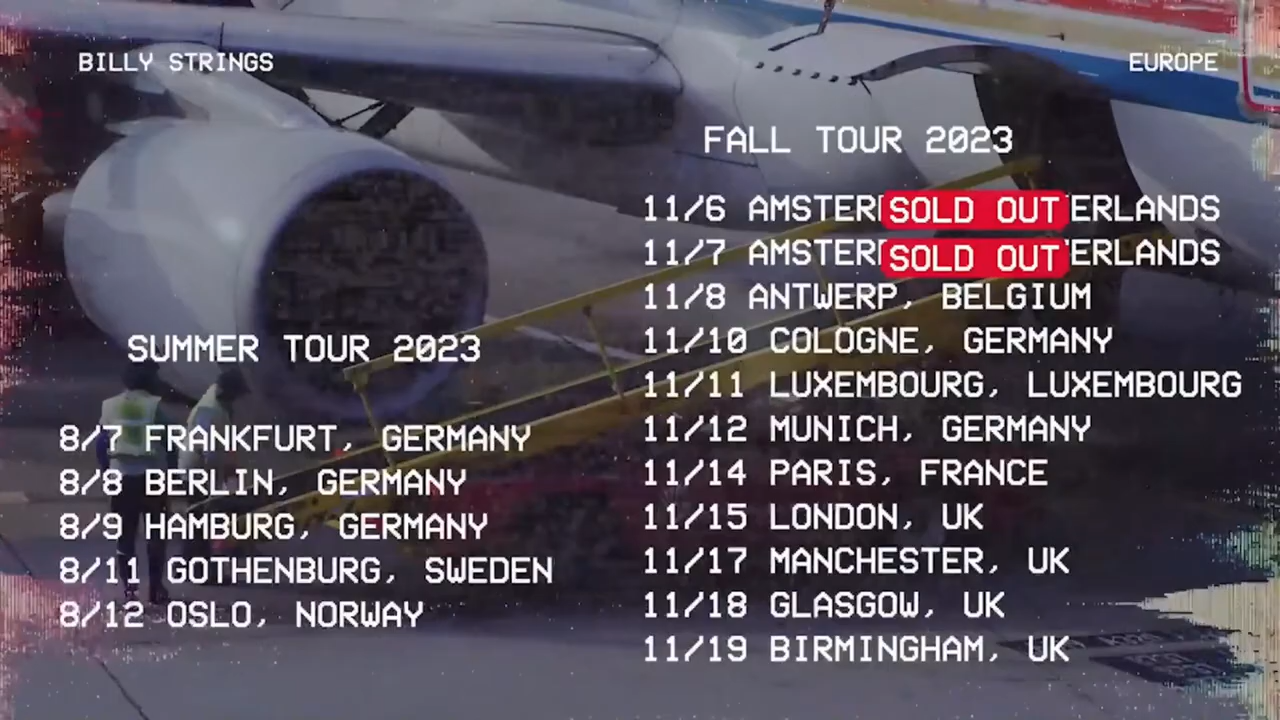 BILLY STRINGS
EUROPE
SUMMER TOUR 2023
8/7 FRANKFURT, GERMANY
8/8 BERLIN, GERMANY
8/9 HAMBURG, GERMANY
8/11 GOTHENBURG, SWEDEN
8/12 OSLO, NORWAY
FALL TOUR 2023
11/6 AMSTER SOLD OUT ERLANDS
11/7 AMSTER SOLD OUT ERLANDS
11/8 ANTWERP, BELGIUM
11/10 COLOGNE, GERMANY
11/11 LUXEMBOURG, LUXEMBOURG
11/12 MUNICH, GERMANY
11/14 PARIS, FRANCE
11/15 LONDON, UK
11/17 MANCHESTER, UK
11/18 GLASGOW, UK
11/19 BIRMINGHAM, UK